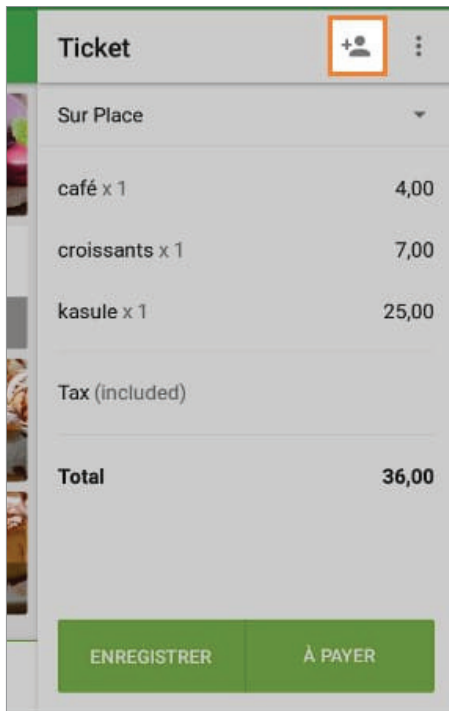 Ticket
Sur Place
café x 1 4,00
croissants x 1 7,00
kasule x 1 25,00
Tax (included)
Total 36,00
ENREGISTRER À PAYER